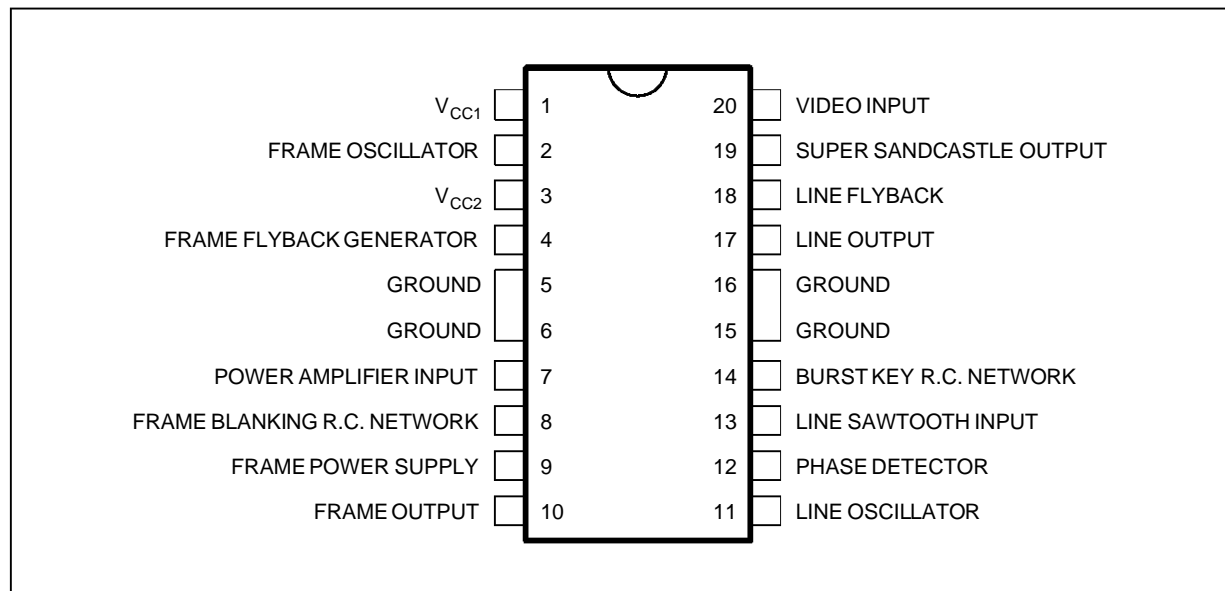 V_CC1 1 20 VIDEO INPUT
FRAME OSCILLATOR 2 19 SUPER SANDCASTLE OUTPUT
V_CC2 3 18 LINE FLYBACK
FRAME FLYBACK GENERATOR 4 17 LINE OUTPUT
GROUND 5 16 GROUND
GROUND 6 15 GROUND
POWER AMPLIFIER INPUT 7 14 BURST KEY R.C. NETWORK
FRAME BLANKING R.C. NETWORK 8 13 LINE SAWTOOTH INPUT
FRAME POWER SUPPLY 9 12 PHASE DETECTOR
FRAME OUTPUT 10 11 LINE OSCILLATOR